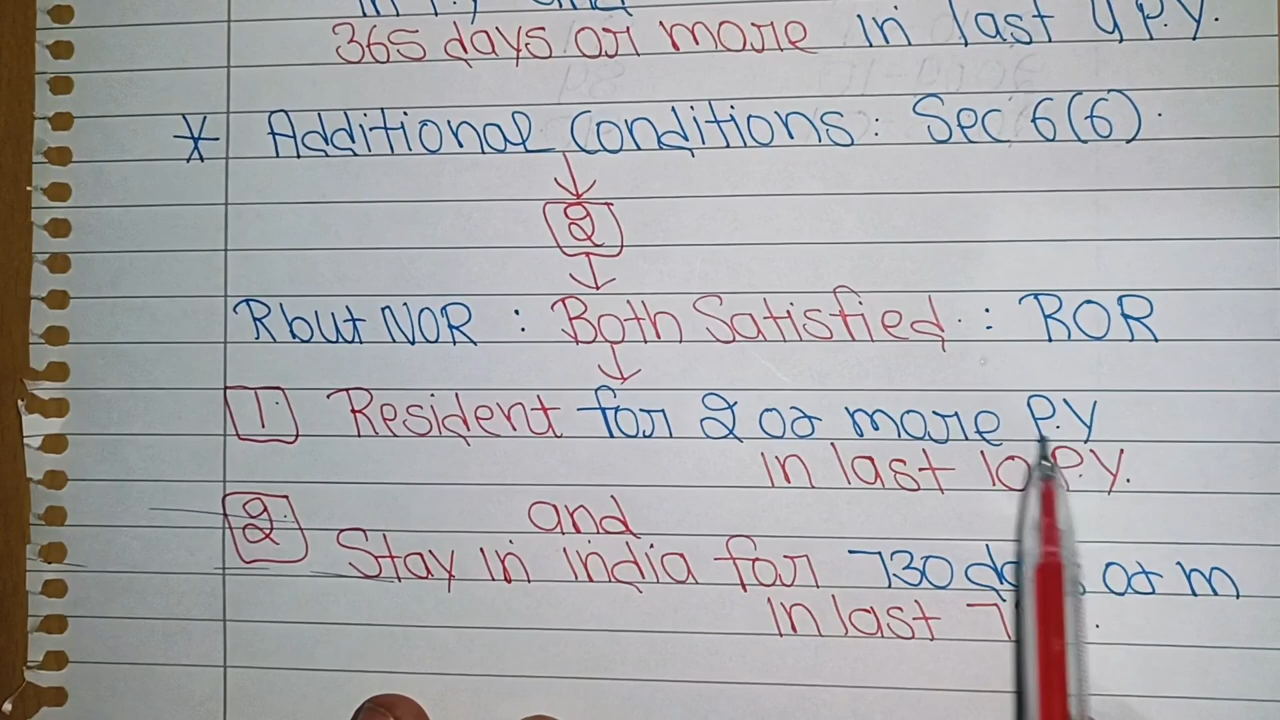 365 days or more in last 4 P.Y.
* Additional Conditions: Sec 6(6).
2
R but NOR : Both Satisfied : ROR
1 Resident for 2 or more P.Y
in last 10 P.Y.
and
2 Stay in india for 730 or m
in last 7